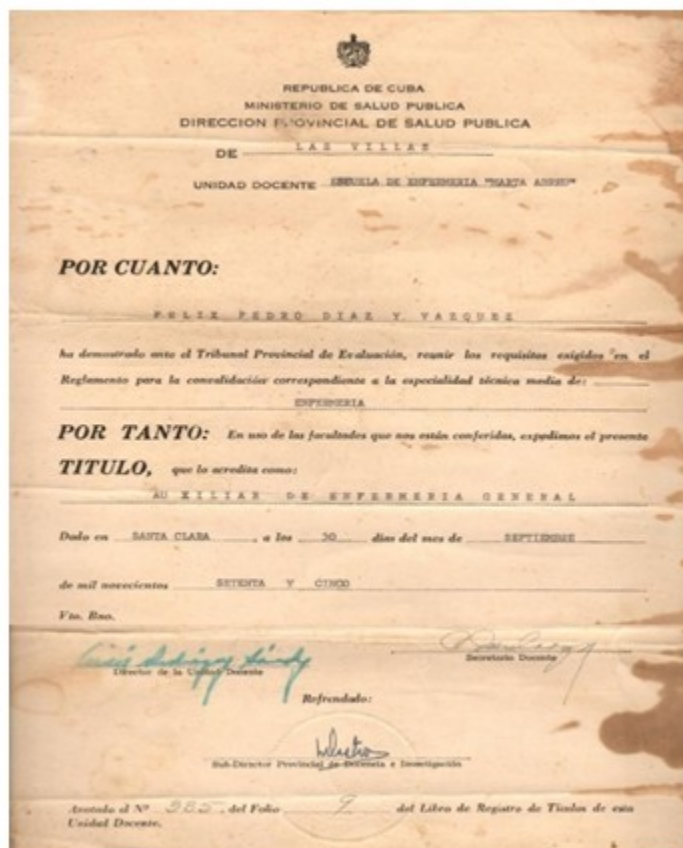 REPUBLICA DE CUBA
MINISTERIO DE SALUD PUBLICA
DIRECCION PROVINCIAL DE SALUD PUBLICA
DE LAS VILLAS
UNIDAD DOCENTE ESCUELA DE ENFERMERIA "MARTA ABREU"
POR CUANTO:
FELIX PEDRO DIAZ Y VAZQUEZ
ha demostrado ante el Tribunal Provincial de Evaluación, reunir los requisitos exigidos en el
Reglamento para la convalidación correspondiente a la especialidad técnica media de:
ENFERMERIA
POR TANTO: En uso de las facultades que nos están conferidas, expedimos el presente
TITULO, que lo acredita como:
AUXILIAR DE ENFERMERIA GENERAL
Dado en SANTA CLARA, a los 30 días del mes de SEPTIEMBRE
de mil novecientos SETENTA Y CINCO
Vto. Bno.
Director de la Unidad Docente
Secretario Docente
Refrendado:
Sub-Director Provincial de Docencia e Investigación
Anotado al Nº 985, del Folio 9 del Libro de Registro de Títulos de esta
Unidad Docente.